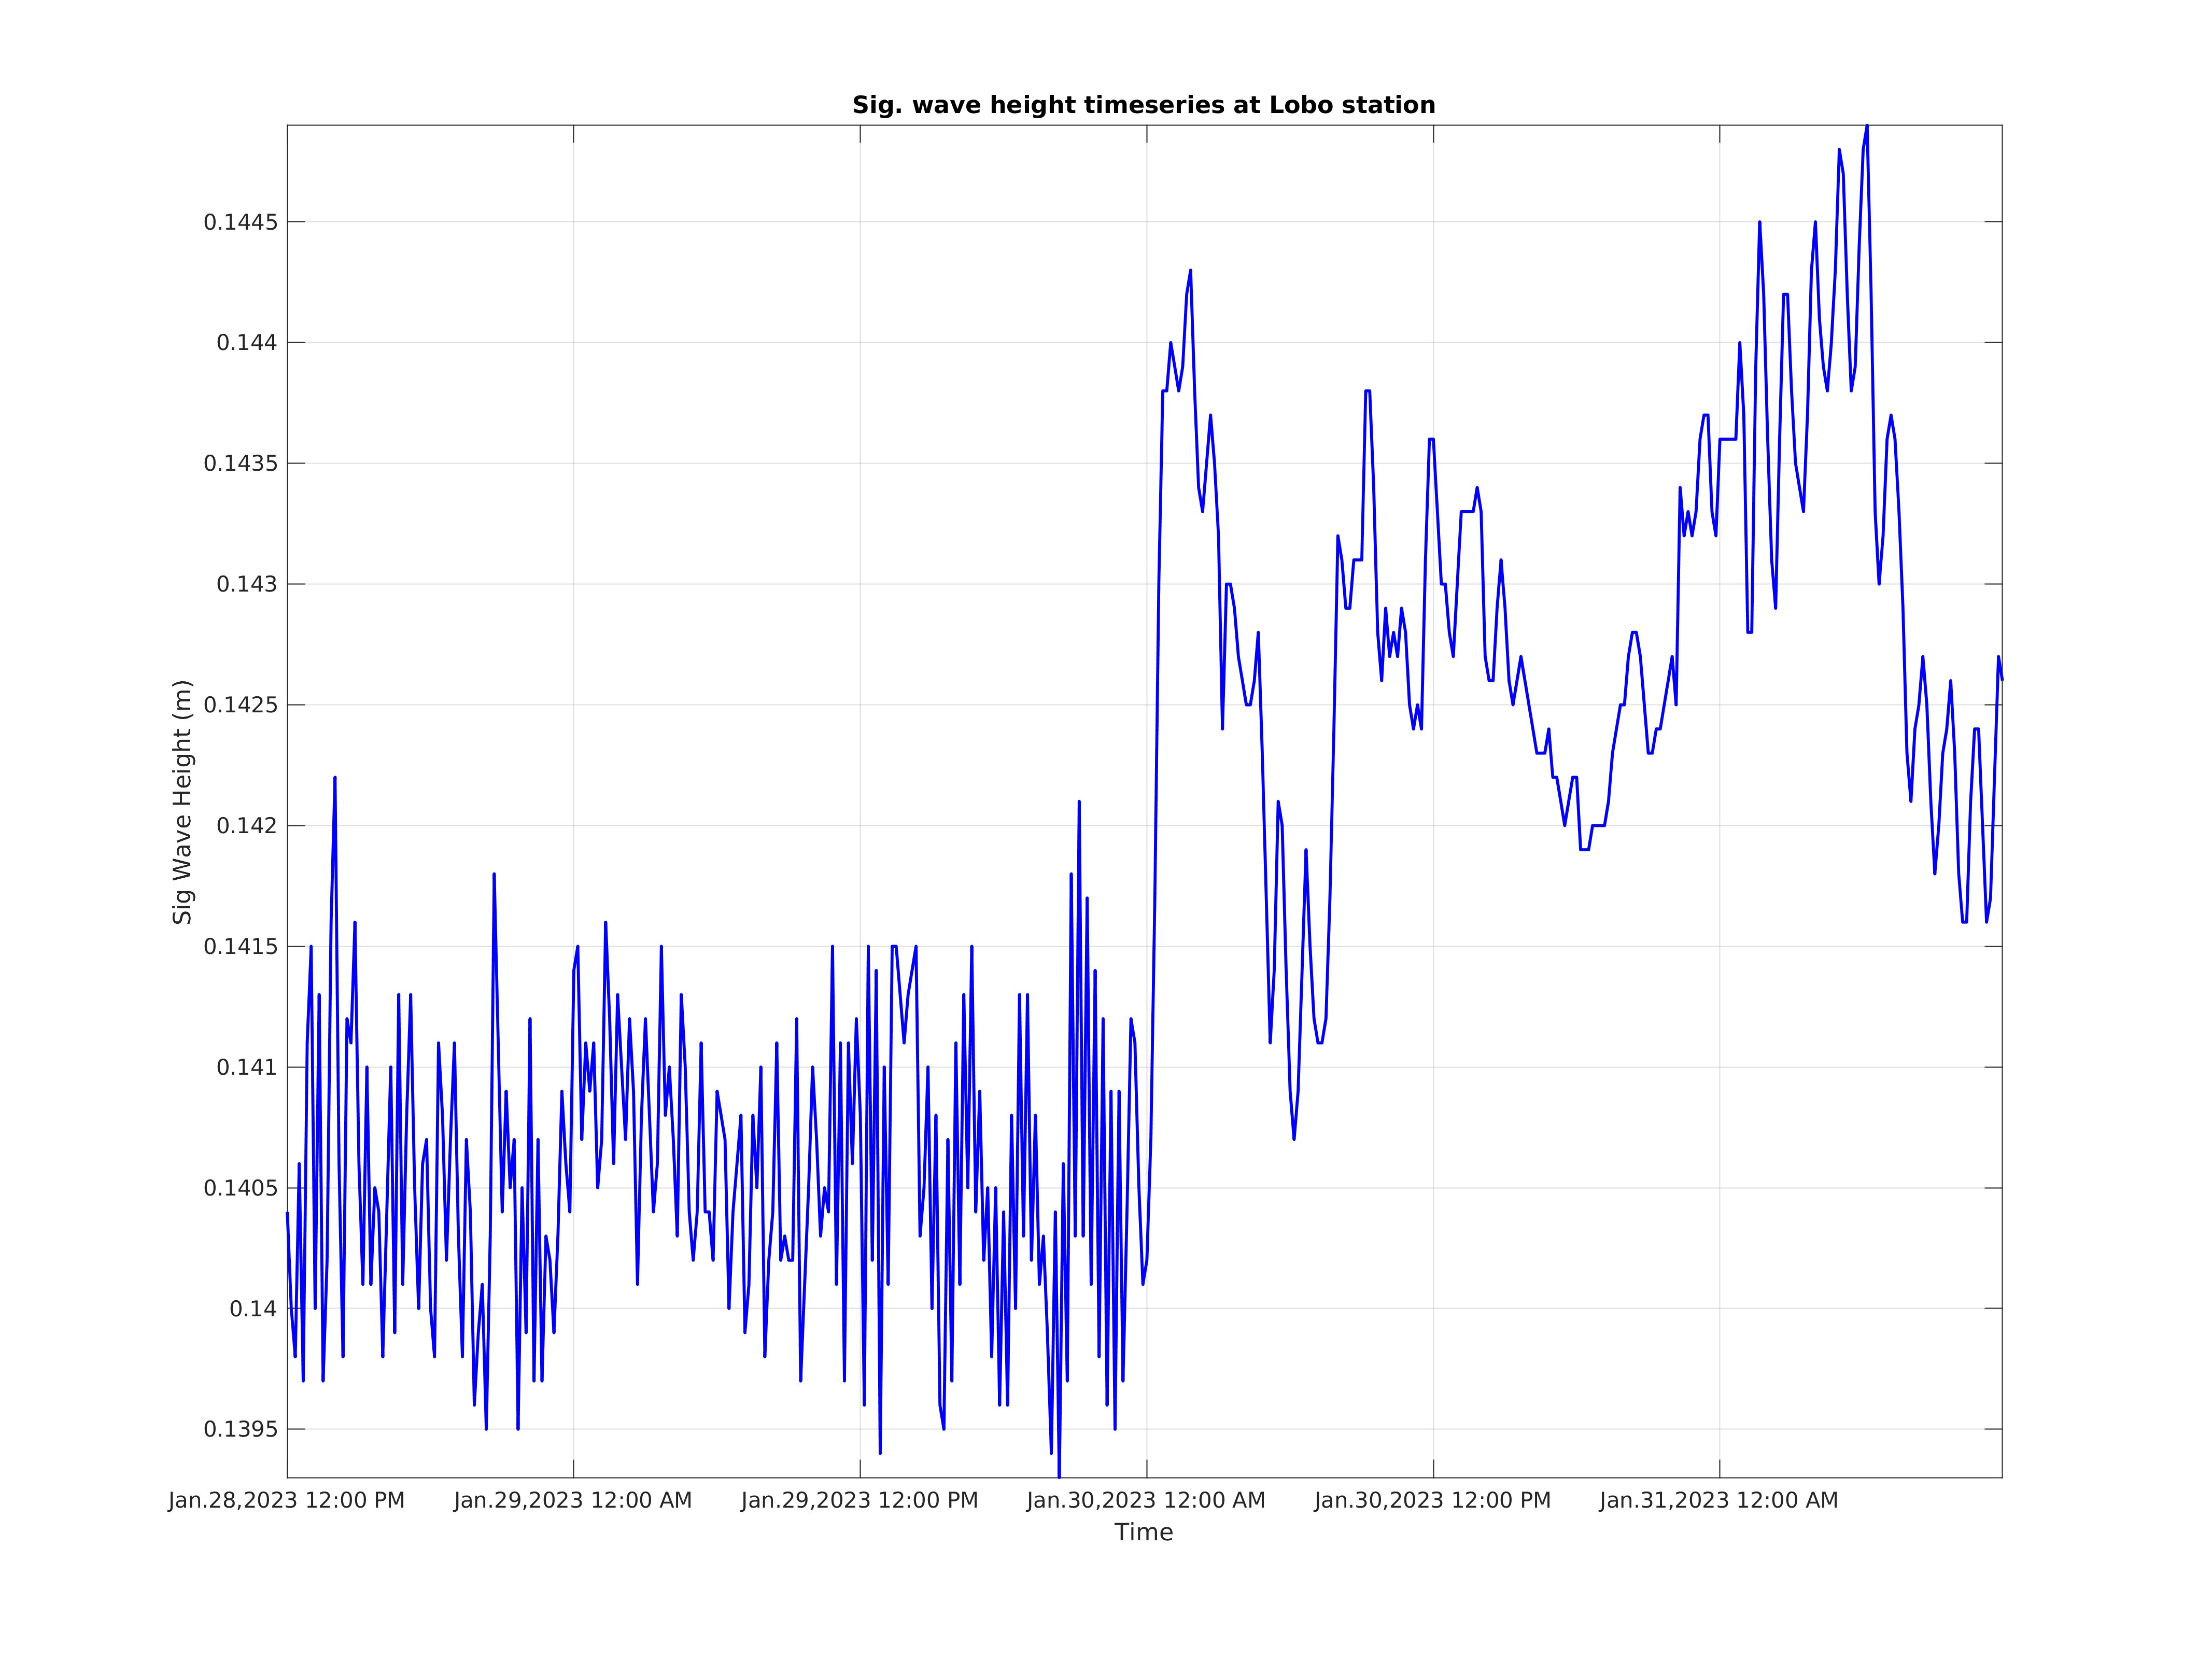 Sig. wave height timeseries at Lobo station
0.1445
0.144
0.1435
0.143
0.1425
0.142
0.1415
0.141
0.1405
0.14
0.1395
Sig Wave Height (m)
Jan.28,2023 12:00 PM Jan.29,2023 12:00 AM Jan.29,2023 12:00 PM Jan.30,2023 12:00 AM Jan.30,2023 12:00 PM Jan.31,2023 12:00 AM
Time